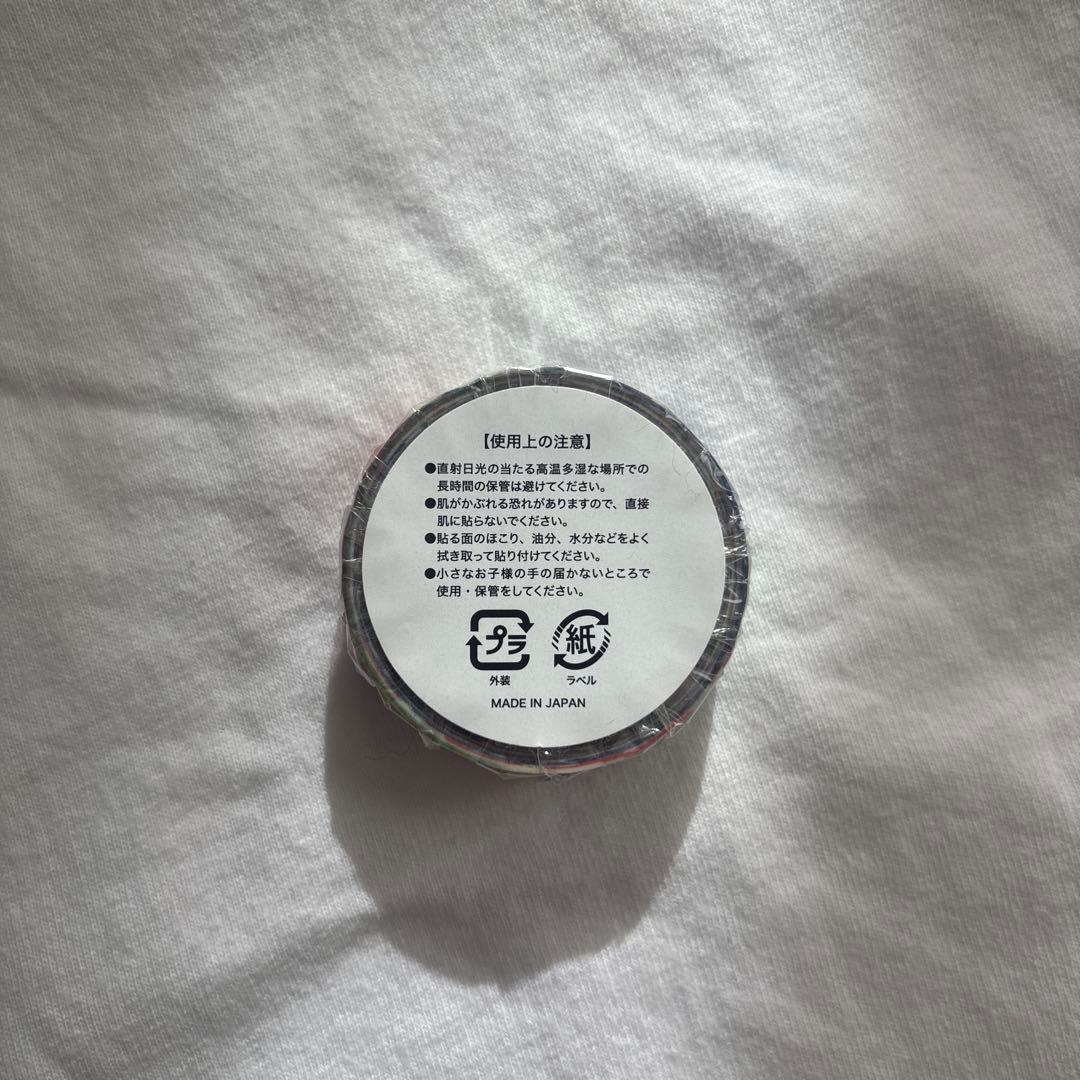 【使用上の注意】
●直射日光の当たる高温多湿な場所での
長時間の保管は避けてください。
●肌がかぶれる恐れがありますので、直接
肌に貼らないでください。
●貼る面のほこり、油分、水分などをよく
拭き取って貼り付けてください。
●小さなお子様の手の届かないところで
使用・保管をしてください。
プラ 紙
外装 ラベル
MADE IN JAPAN